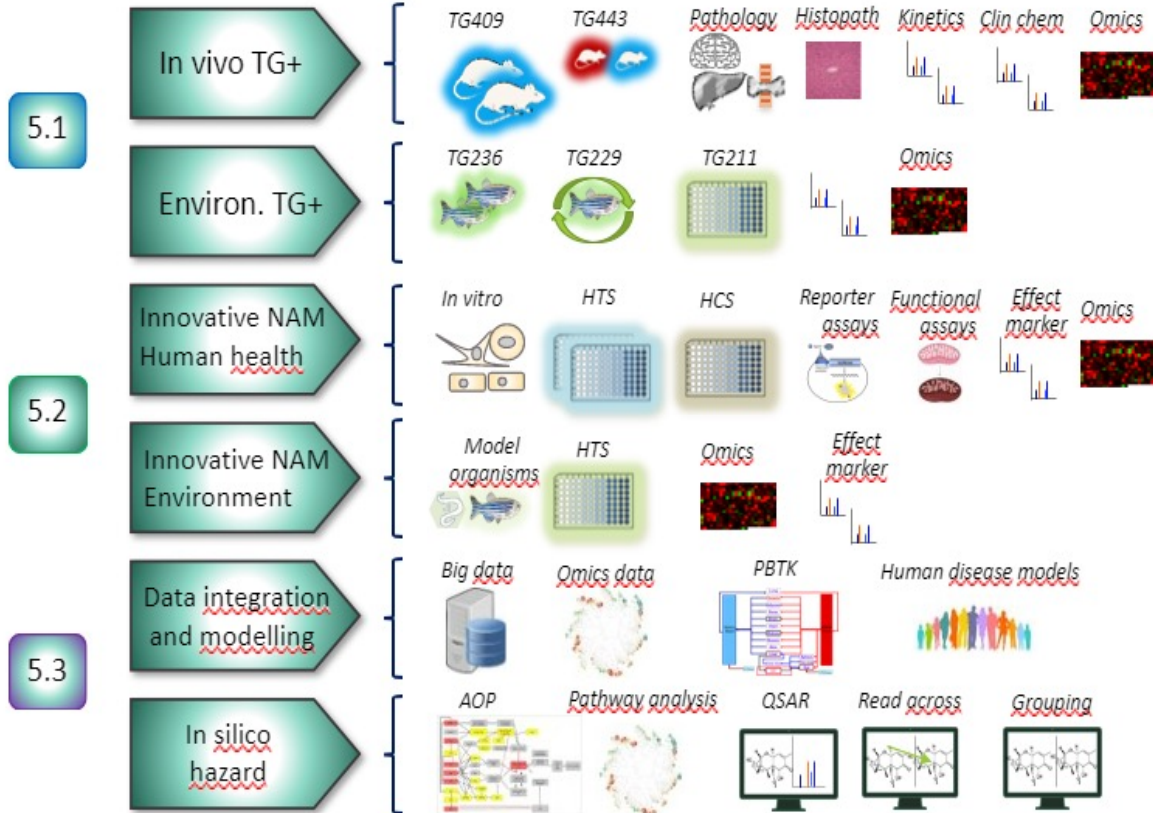 5.1
In vivo TG+
TG409
TG443
Pathology
Histopath
Kinetics
Clin chem
Omics
Environ. TG+
TG236
TG229
TG211
Omics
5.2
Innovative NAM
Human health
In vitro
HTS
HCS
Reporter
assays
Functional
assays
Effect
marker
Omics
Innovative NAM
Environment
Model
organisms
HTS
Omics
Effect
marker
5.3
Data integration
and modelling
Big data
Omics data
PBTK
Human disease models
In silico
hazard
AOP
Pathway analysis
QSAR
Read across
Grouping